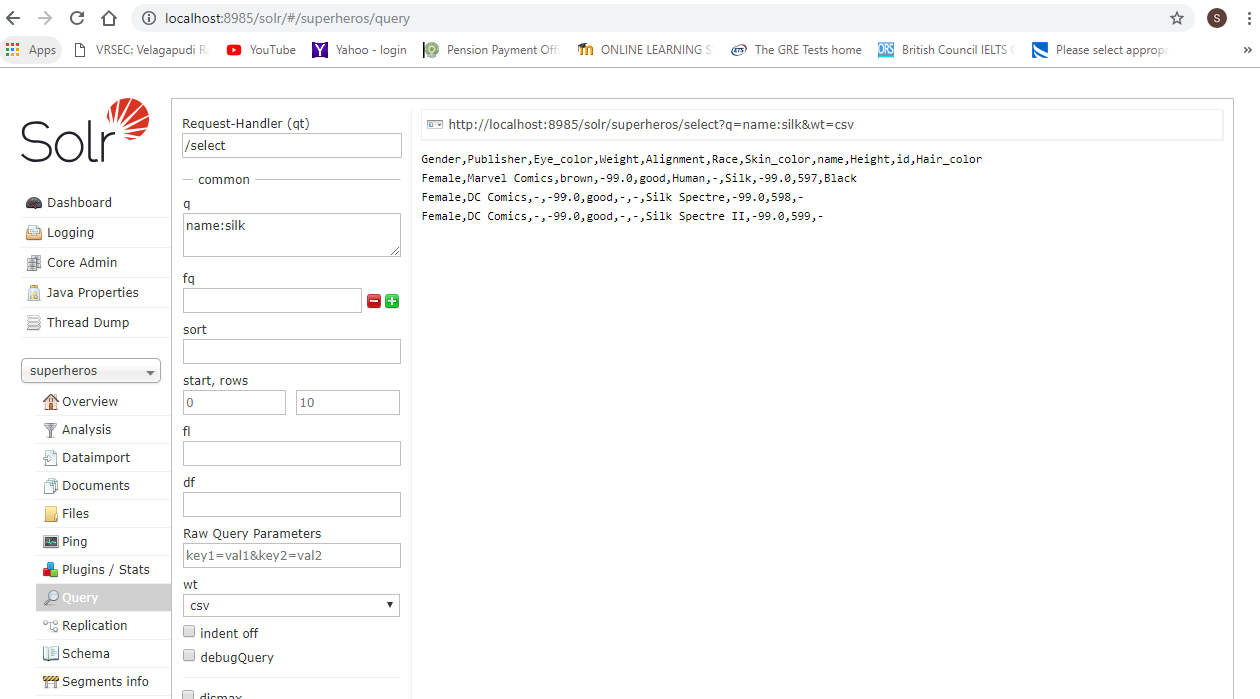 localhost:8985/solr/#/superheros/query
S
Apps
VRSEC: Velagapudi R
YouTube
Yahoo - login
Pension Payment Off
ONLINE LEARNING S
The GRE Tests home
British Council IELTS
Please select approp
»
Solr
Dashboard
Logging
Core Admin
Java Properties
Thread Dump
superheros
Overview
Analysis
Dataimport
Documents
Files
Ping
Plugins / Stats
Query
Replication
Schema
Segments info
Request-Handler (qt)
/select
common
q
name:silk
fq
sort
start, rows
0 10
fl
df
Raw Query Parameters
key1=val1&key2=val2
wt
csv
indent off
debugQuery
dismax
http://localhost:8985/solr/superheros/select?q=name:silk&wt=csv
Gender,Publisher,Eye_color,Weight,Alignment,Race,Skin_color,name,Height,id,Hair_color
Female,Marvel Comics,brown,-99.0,good,Human,-,Silk,-99.0,597,Black
Female,DC Comics,-,-99.0,good,-,-,Silk Spectre,-99.0,598,-
Female,DC Comics,-,-99.0,good,-,-,Silk Spectre II,-99.0,599,-